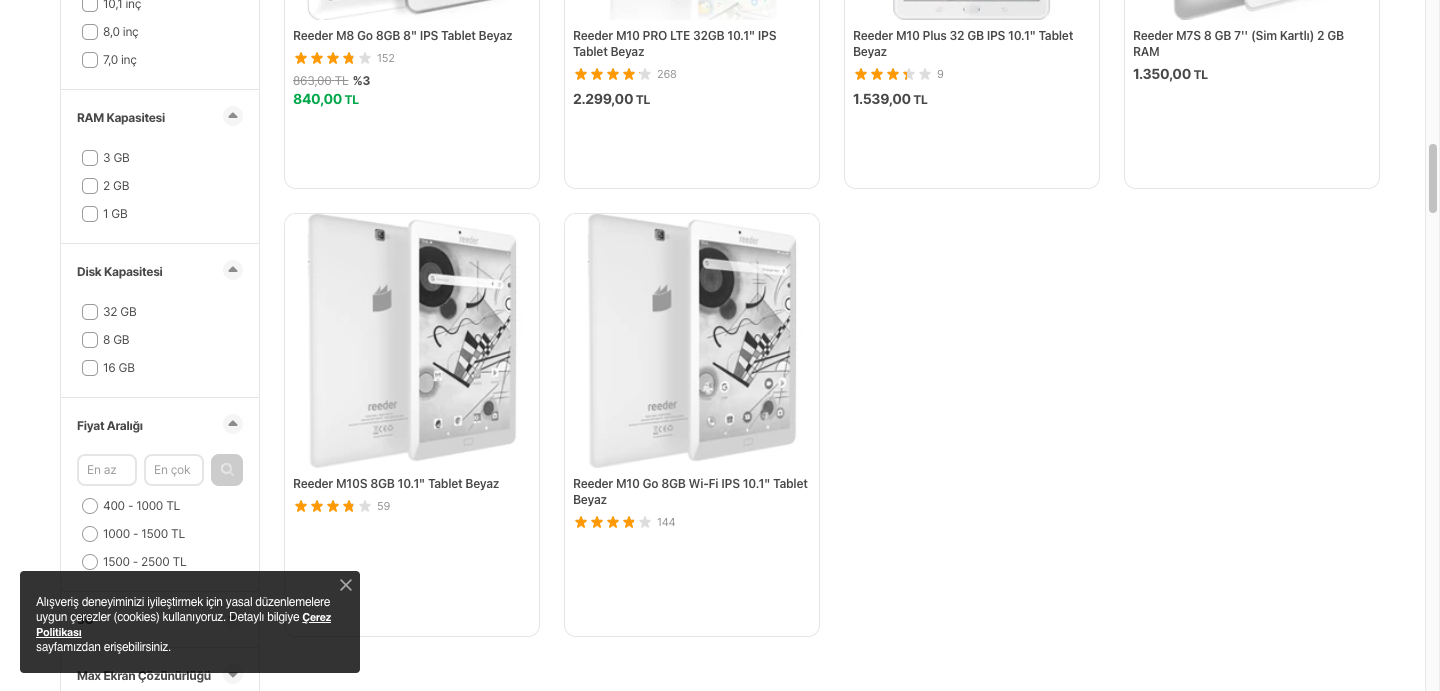 10,1 inç
8,0 inç
7,0 inç
RAM Kapasitesi
3 GB
2 GB
1 GB
Disk Kapasitesi
32 GB
8 GB
16 GB
Fiyat Aralığı
En az
En çok
400 - 1000 TL
1000 - 1500 TL
1500 - 2500 TL
Max Ekran Çözünürlüğü
Reeder M8 Go 8GB 8" IPS Tablet Beyaz
152
863,00 TL %3
840,00 TL
Reeder M10 PRO LTE 32GB 10.1" IPS
Tablet Beyaz
268
2.299,00 TL
Reeder M10 Plus 32 GB IPS 10.1" Tablet
Beyaz
9
1.539,00 TL
Reeder M7S 8 GB 7'' (Sim Kartlı) 2 GB
RAM
1.350,00 TL
reeder
reeder
Reeder M10S 8GB 10.1" Tablet Beyaz
59
reeder
reeder
Reeder M10 Go 8GB Wi-Fi IPS 10.1" Tablet
Beyaz
144
Alışveriş deneyiminizi iyileştirmek için yasal düzenlemelere
uygun çerezler (cookies) kullanıyoruz. Detaylı bilgiye Çerez
Politikası
sayfamızdan erişebilirsiniz.